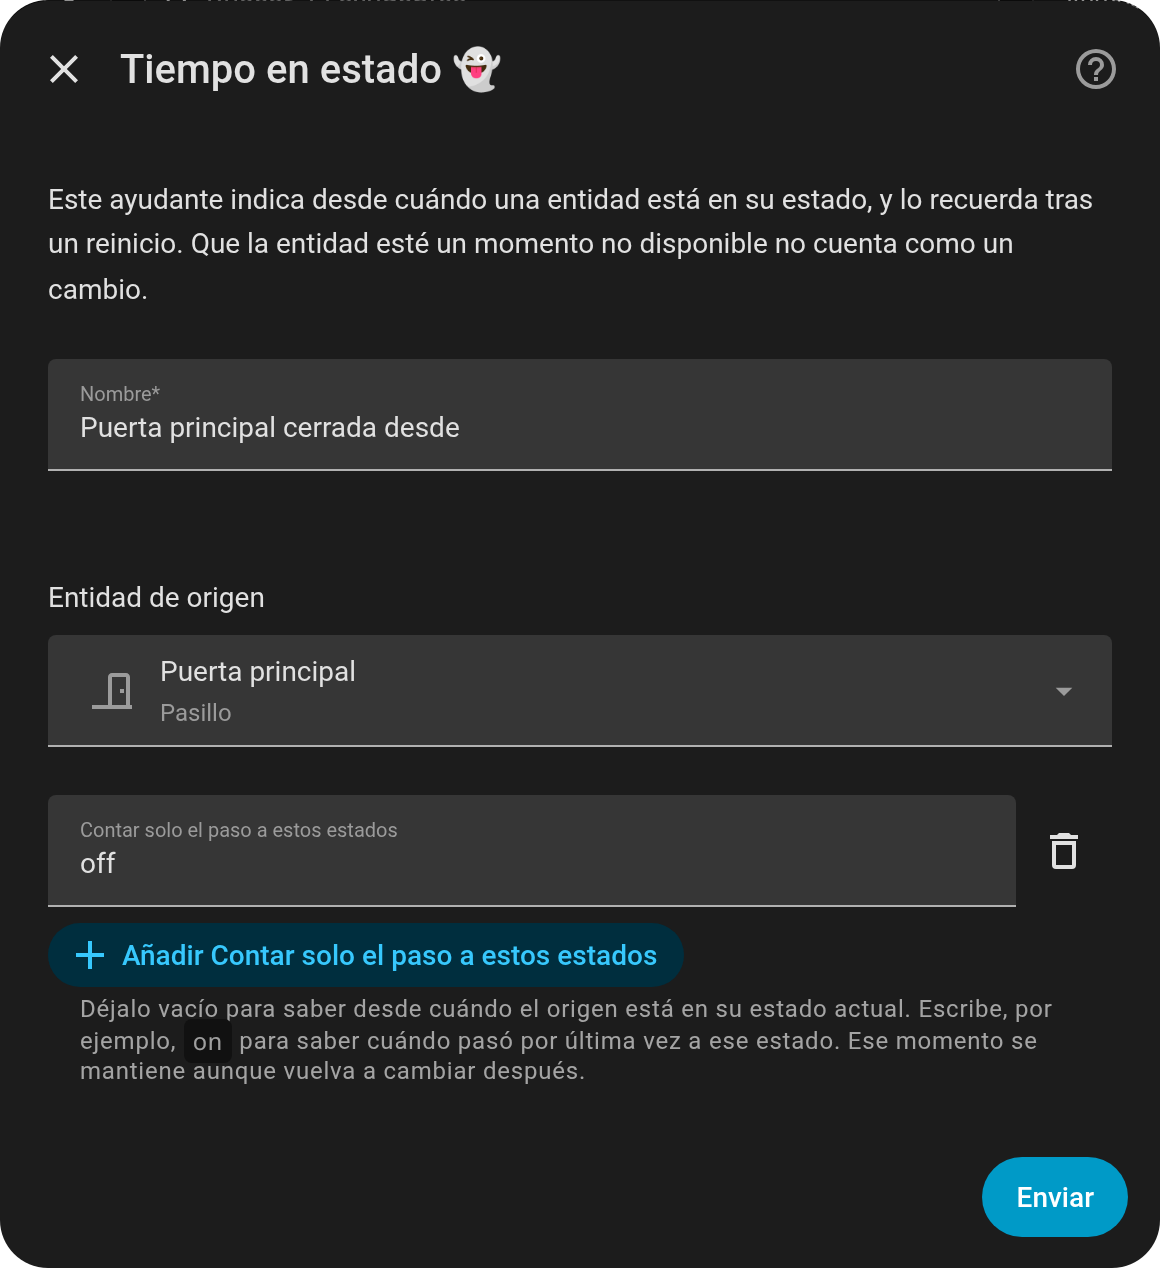 Tiempo en estado 👻
Este ayudante indica desde cuándo una entidad está en su estado, y lo recuerda tras
un reinicio. Que la entidad esté un momento no disponible no cuenta como un
cambio.
Nombre*
Puerta principal cerrada desde
Entidad de origen
Puerta principal
Pasillo
Contar solo el paso a estos estados
off
Añadir Contar solo el paso a estos estados
Déjalo vacío para saber desde cuándo el origen está en su estado actual. Escribe, por
ejemplo, on para saber cuándo pasó por última vez a ese estado. Ese momento se
mantiene aunque vuelva a cambiar después.
Enviar